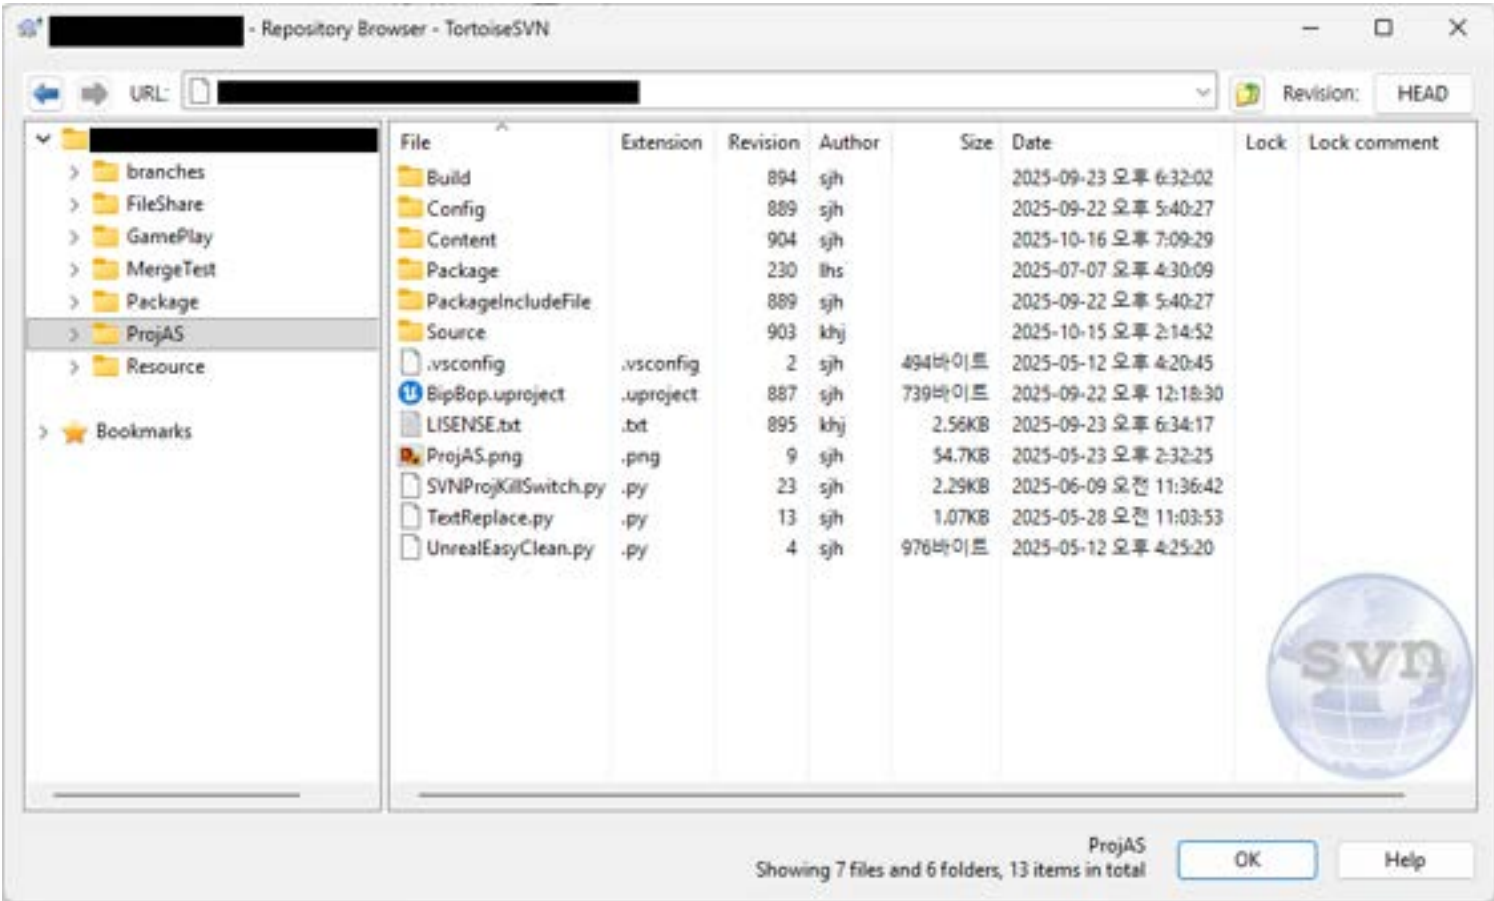 - Repository Browser - TortoiseSVN
URL:
Revision: HEAD
branches
FileShare
GamePlay
MergeTest
Package
ProjAS
Resource
Bookmarks
File Extension Revision Author Size Date Lock Lock comment
Build 894 sjh 2025-09-23 오후 6:32:02
Config 889 sjh 2025-09-22 오후 5:40:27
Content 904 sjh 2025-10-16 오후 7:09:29
Package 230 lhs 2025-07-07 오후 4:30:09
PackageIncludeFile 889 sjh 2025-09-22 오후 5:40:27
Source 903 khj 2025-10-15 오후 2:14:52
.vsconfig .vsconfig 2 sjh 494바이트 2025-05-12 오후 4:20:45
BipBop.uproject .uproject 887 sjh 739바이트 2025-09-22 오후 12:18:30
LISENSE.txt .txt 895 khj 2.56KB 2025-09-23 오후 6:34:17
ProjAS.png .png 9 sjh 54.7KB 2025-05-23 오후 2:32:25
SVNProjKillSwitch.py .py 23 sjh 2.29KB 2025-06-09 오전 11:36:42
TextReplace.py .py 13 sjh 1.07KB 2025-05-28 오전 11:03:53
UnrealEasyClean.py .py 4 sjh 976바이트 2025-05-12 오후 4:25:20
svn
ProjAS
Showing 7 files and 6 folders, 13 items in total
OK
Help